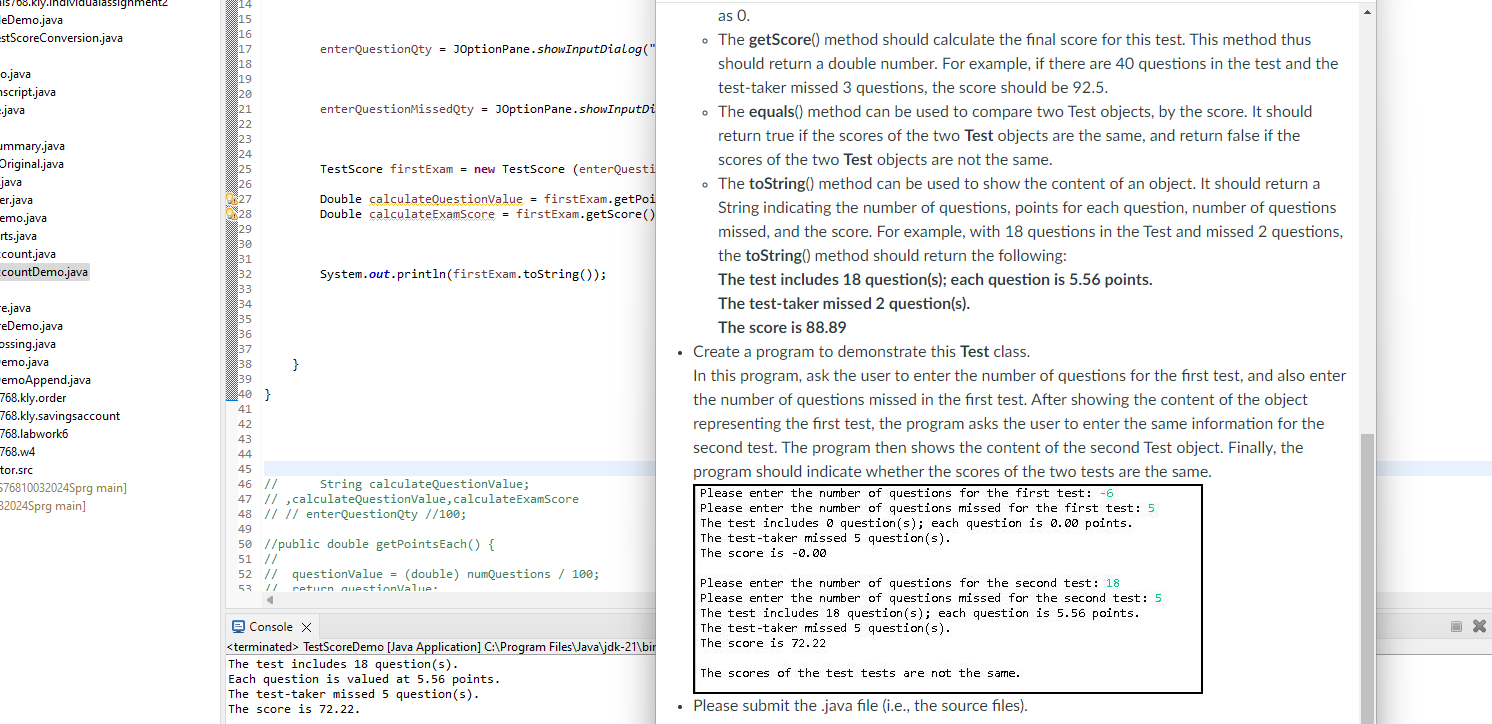 als768.kly.individualassignment2
leDemo.java
estScoreConversion.java
o.java
nscript.java
.java
ummary.java
Original.java
java
er.java
emo.java
rts.java
count.java
countDemo.java
e.java
reDemo.java
ossing.java
emo.java
emoAppend.java
768.kly.order
768.kly.savingsaccount
768.labwork6
768.w4
tor.src
S76810032024Sprg main]
32024Sprg main]
14
15
16
17 enterQuestionQty = JOptionPane.showInputDialog("
18
19
20
21 enterQuestionMissedQty = JOptionPane.showInputDi
22
23
24
25 TestScore firstExam = new TestScore (enterQuesti
26
27 Double calculateQuestionValue = firstExam.getPoi
28 Double calculateExamScore = firstExam.getScore()
29
30
31
32 System.out.println(firstExam.toString());
33
34
35
36
37
38 }
39
40 }
41
42
43
44
45
46 // String calculateQuestionValue;
47 // ,calculateQuestionValue,calculateExamScore
48 // // enterQuestionQty //100;
49
50 //public double getPointsEach() {
51 //
52 // questionValue = (double) numQuestions / 100;
53 // return questionValue;
Console
<terminated> TestScoreDemo [Java Application] C:\Program Files\Java\jdk-21\bin
The test includes 18 question(s).
Each question is valued at 5.56 points.
The test-taker missed 5 question(s).
The score is 72.22.
as 0.
The getScore() method should calculate the final score for this test. This method thus
should return a double number. For example, if there are 40 questions in the test and the
test-taker missed 3 questions, the score should be 92.5.
The equals() method can be used to compare two Test objects, by the score. It should
return true if the scores of the two Test objects are the same, and return false if the
scores of the two Test objects are not the same.
The toString() method can be used to show the content of an object. It should return a
String indicating the number of questions, points for each question, number of questions
missed, and the score. For example, with 18 questions in the Test and missed 2 questions,
the toString() method should return the following:
The test includes 18 question(s); each question is 5.56 points.
The test-taker missed 2 question(s).
The score is 88.89
Create a program to demonstrate this Test class.
In this program, ask the user to enter the number of questions for the first test, and also enter
the number of questions missed in the first test. After showing the content of the object
representing the first test, the program asks the user to enter the same information for the
second test. The program then shows the content of the second Test object. Finally, the
program should indicate whether the scores of the two tests are the same.
Please enter the number of questions for the first test: -6
Please enter the number of questions missed for the first test: 5
The test includes 0 question(s); each question is 0.00 points.
The test-taker missed 5 question(s).
The score is -0.00
Please enter the number of questions for the second test: 18
Please enter the number of questions missed for the second test: 5
The test includes 18 question(s); each question is 5.56 points.
The test-taker missed 5 question(s).
The score is 72.22
The scores of the test tests are not the same.
Please submit the .java file (i.e., the source files).